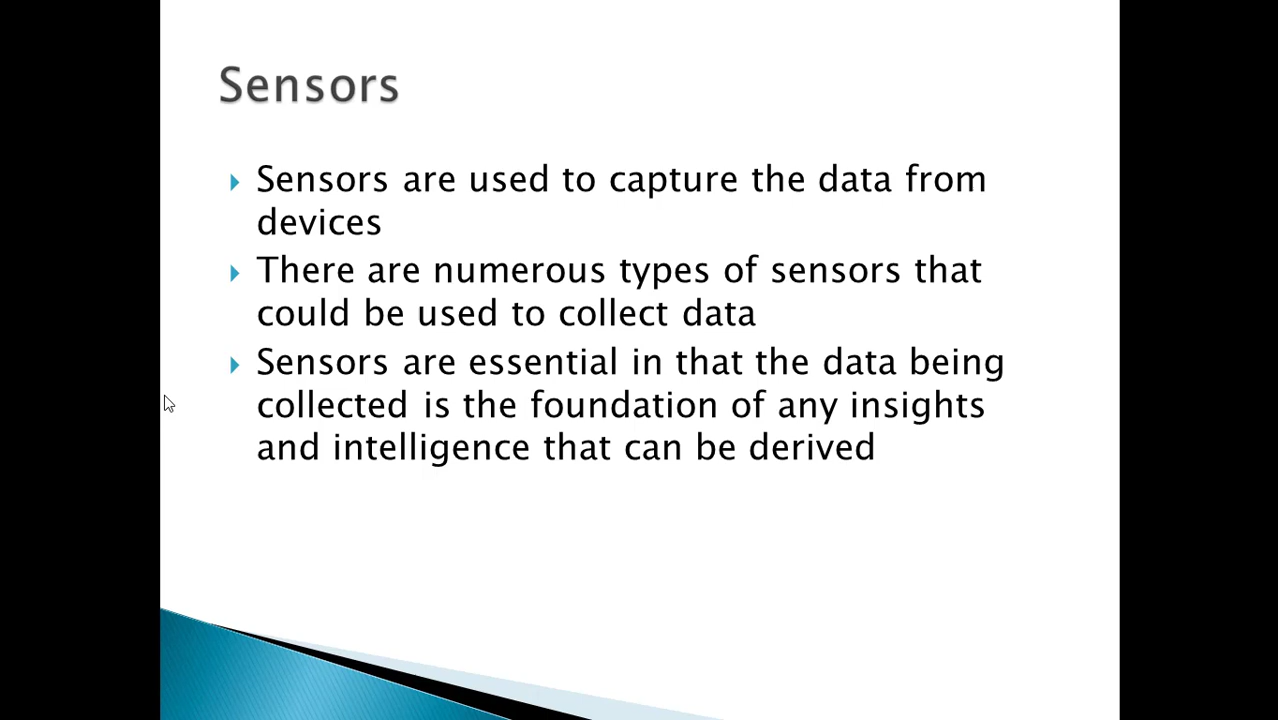 Sensors
Sensors are used to capture the data from
devices
There are numerous types of sensors that
could be used to collect data
Sensors are essential in that the data being
collected is the foundation of any insights
and intelligence that can be derived